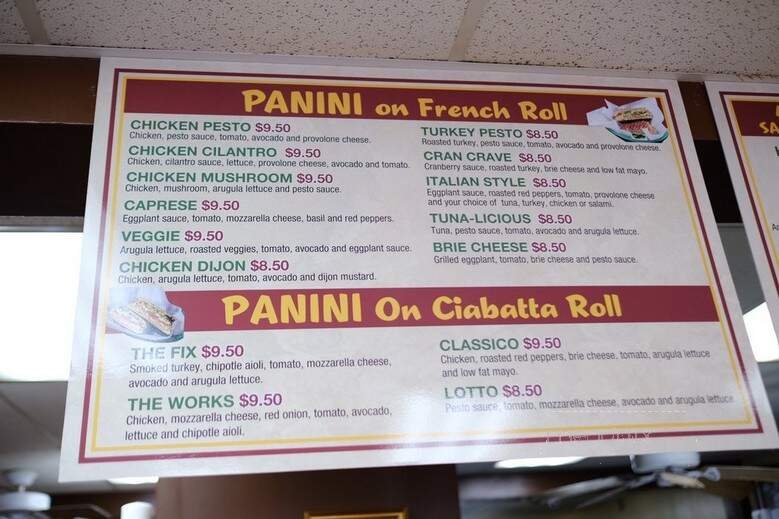 PANINI on French Roll
CHICKEN PESTO $9.50
Chicken, pesto sauce, tomato, avocado and provolone cheese.
CHICKEN CILANTRO $9.50
Chicken, cilantro sauce, lettuce, provolone cheese, avocado and tomato.
CHICKEN MUSHROOM $9.50
Chicken, mushroom, arugula lettuce and pesto sauce.
CAPRESE $9.50
Eggplant sauce, tomato, mozzarella cheese, basil and red peppers.
VEGGIE $9.50
Arugula lettuce, roasted veggies, tomato, avocado and eggplant sauce.
CHICKEN DIJON $8.50
Chicken, arugula lettuce, tomato, avocado and dijon mustard.
TURKEY PESTO $8.50
Roasted turkey, pesto sauce, tomato, avocado and provolone cheese.
CRAN CRAVE $8.50
Cranberry sauce, roasted turkey, brie cheese and low fat mayo.
ITALIAN STYLE $8.50
Eggplant sauce, roasted red peppers, tomato, provolone cheese
and your choice of tuna, turkey, chicken or salami.
TUNA-LICIOUS $8.50
Tuna, pesto sauce, tomato, avocado and arugula lettuce.
BRIE CHEESE $8.50
Grilled eggplant, tomato, brie cheese and pesto sauce.
PANINI On Ciabatta Roll
THE FIX $9.50
Smoked turkey, chipotle aioli, tomato, mozzarella cheese,
avocado and arugula lettuce.
THE WORKS $9.50
Chicken, mozzarella cheese, red onion, tomato, avocado,
lettuce and chipotle aioli.
CLASSICO $9.50
Chicken, roasted red peppers, brie cheese, tomato, arugula lettuce
and low fat mayo.
LOTTO $8.50
Pesto sauce, tomato, mozzarella cheese, avocado and arugula lettuce